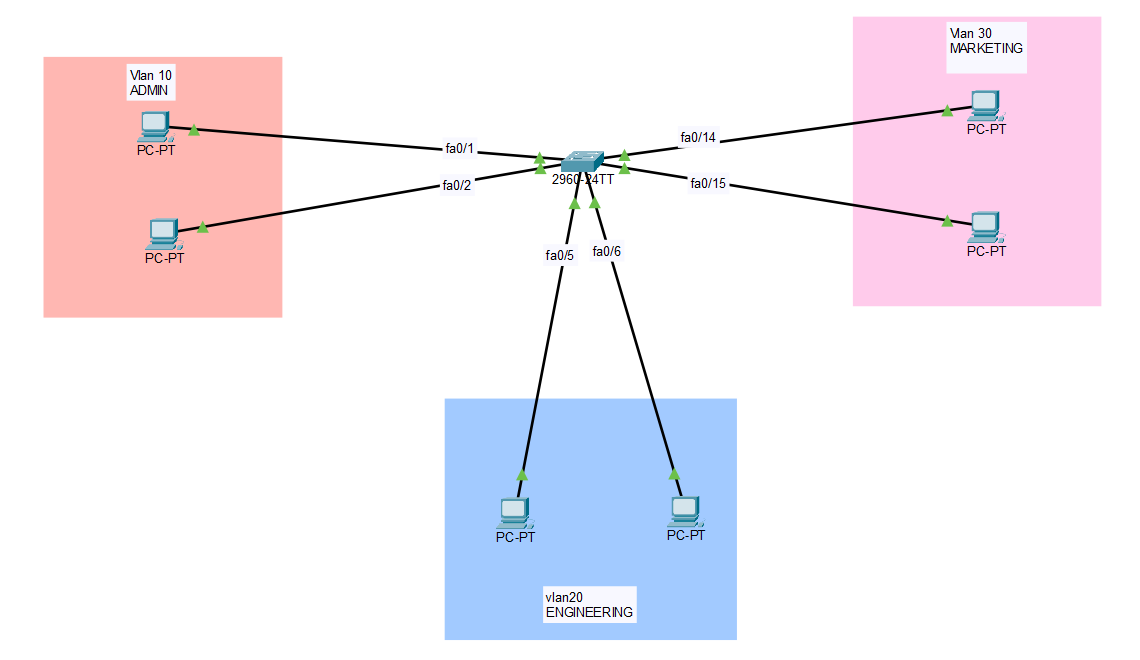 Vlan 10
ADMIN
PC-PT
PC-PT
fa0/1
fa0/2
2960-24TT
fa0/14
fa0/15
Vlan 30
MARKETING
PC-PT
PC-PT
fa0/5
fa0/6
PC-PT
PC-PT
vlan20
ENGINEERING